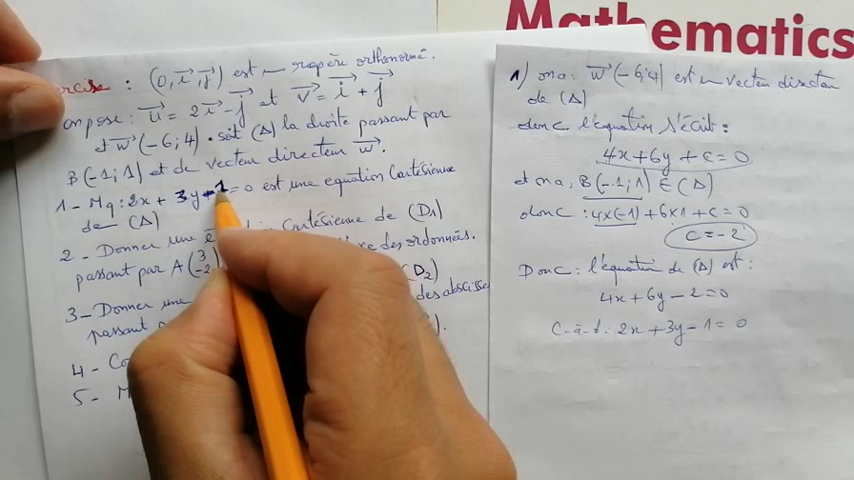 Mathematics
Exercise : (O, i⃗, j⃗) est un repère orthonormé.
on pose : u⃗ = 2i⃗ - j⃗ et v⃗ = i⃗ + j⃗
et w⃗(-6; 4) . soit (Δ) la droite passant par
B(-1; 1) et de vecteur directeur w⃗.
1 - Mq : 2x + 3y - 1 = 0 est une equation Cartésienne
de (Δ)
2 - Donner une Cartésienne de (D1)
passant par A(3 -2) des ordonnées.
3 - Donner une (D2)
passant des abscisse
4 - Co
5 - M
1) on a : w⃗(-6; 4) est un vecteur directeur
de (Δ)
donc l'équation s'écrit :
4x + 6y + c = 0
et on a, B(-1; 1) ∈ (Δ)
donc : 4x(-1) + 6x1 + c = 0
c = -2
Donc : l'équation de (Δ) est :
4x + 6y - 2 = 0
c-à-d : 2x + 3y - 1 = 0